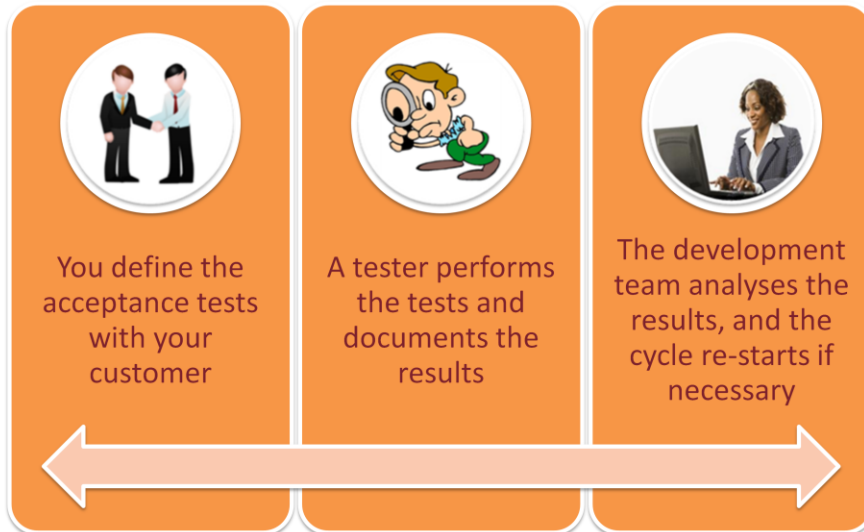 You define the
acceptance tests
with your
customer
A tester performs
the tests and
documents the
results
The development
team analyses the
results, and the
cycle re-starts if
necessary